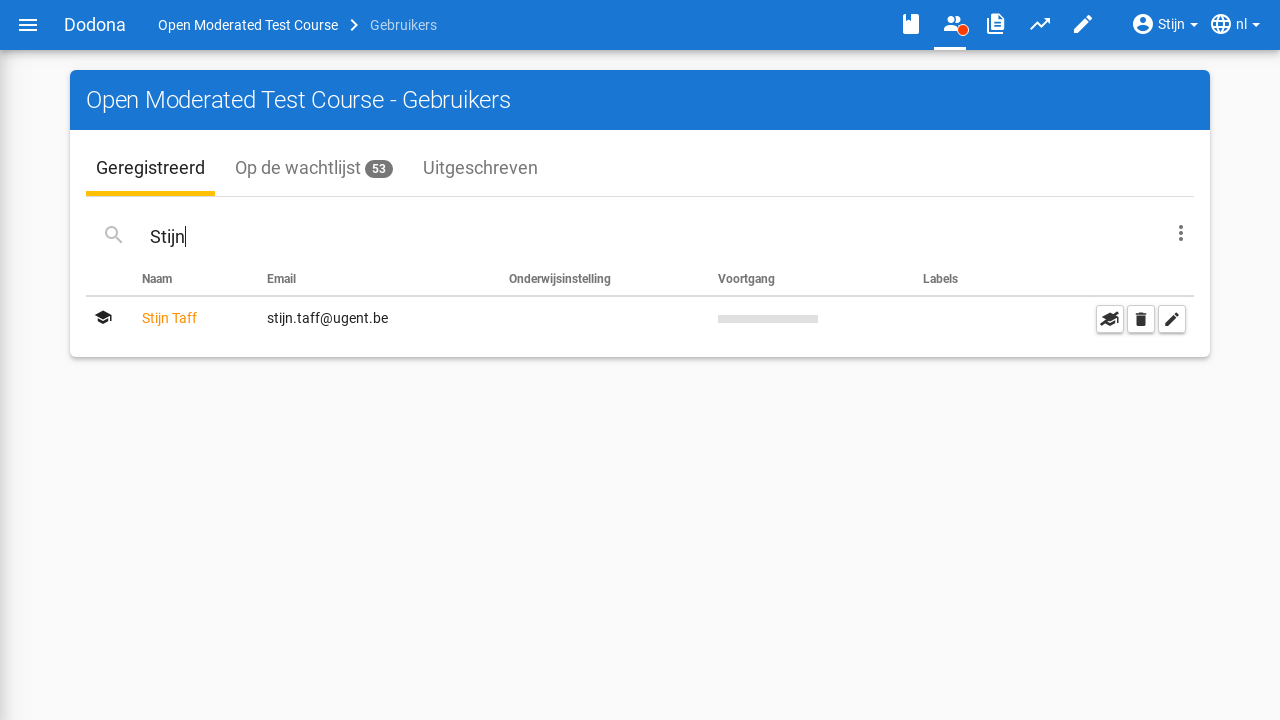 Dodona Open Moderated Test Course Gebruikers Stijn nl
Open Moderated Test Course - Gebruikers
Geregistreerd Op de wachtlijst 53 Uitgeschreven
Stijn
Naam Email Onderwijsinstelling Voortgang Labels
Stijn Taff stijn.taff@ugent.be